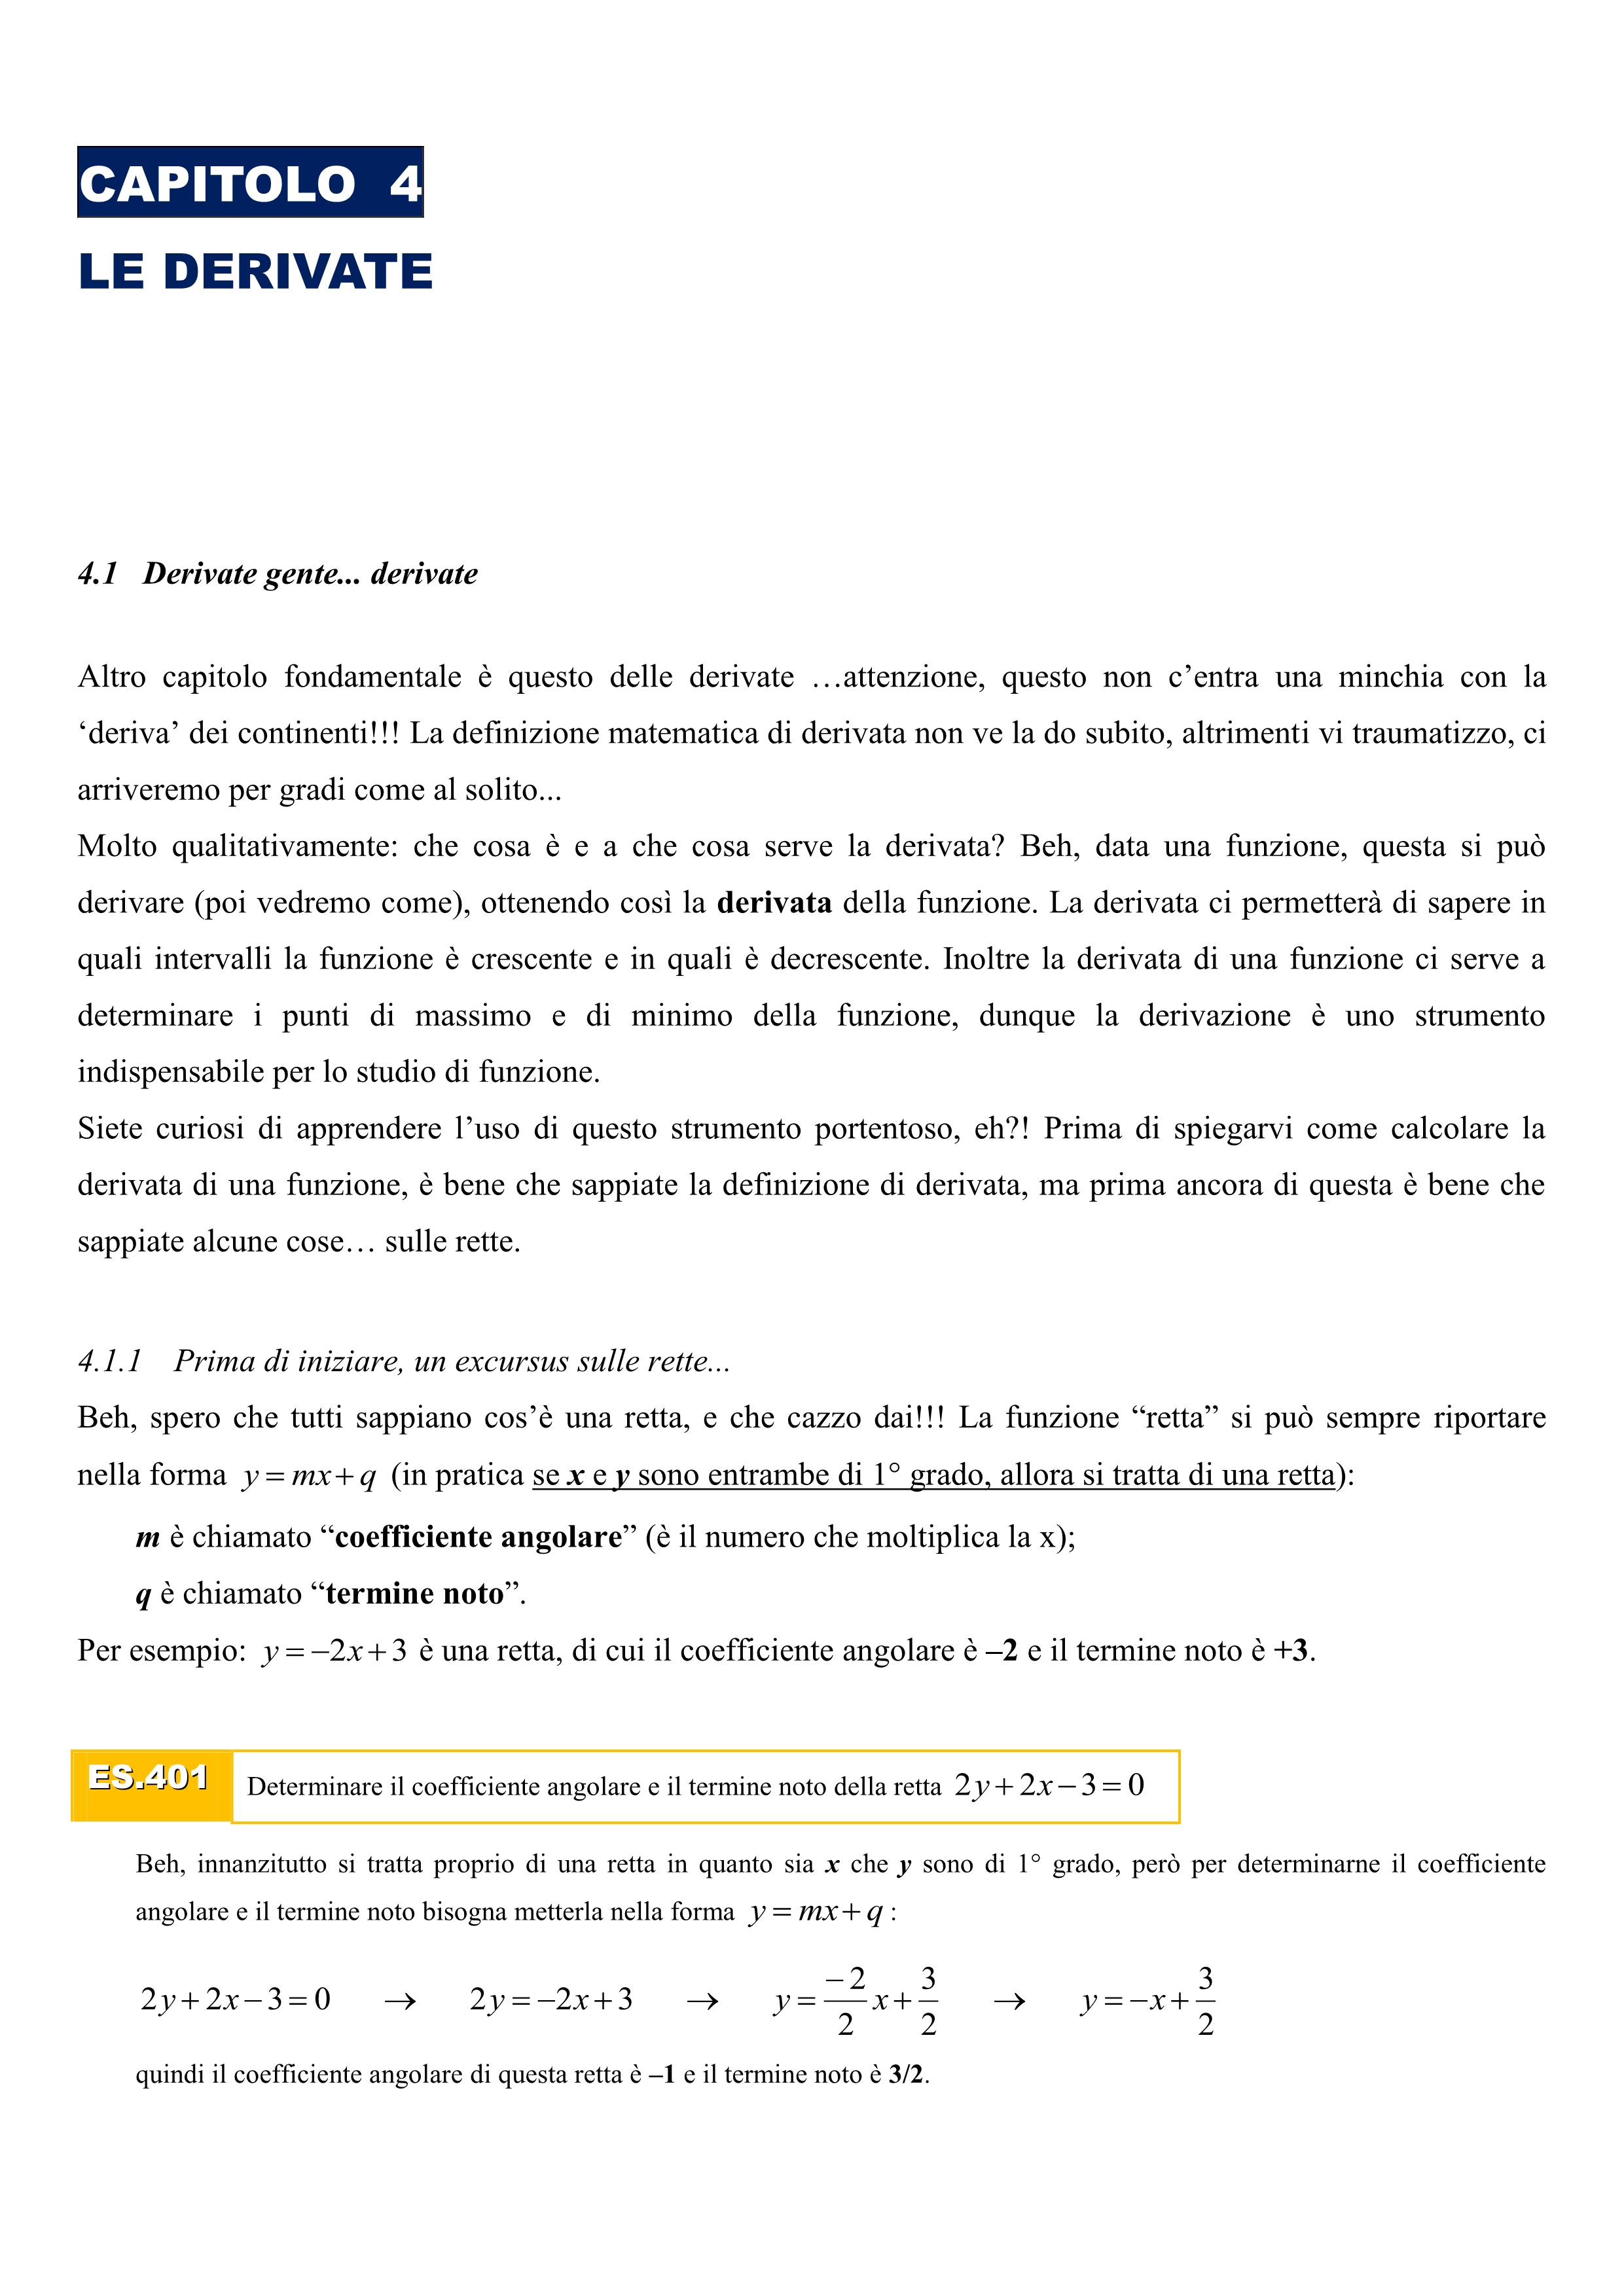 CAPITOLO 4
LE DERIVATE
4.1 Derivate gente... derivate
Altro capitolo fondamentale è questo delle derivate …attenzione, questo non c’entra una minchia con la
‘deriva’ dei continenti!!! La definizione matematica di derivata non ve la do subito, altrimenti vi traumatizzo, ci
arriveremo per gradi come al solito...
Molto qualitativamente: che cosa è e a che cosa serve la derivata? Beh, data una funzione, questa si può
derivare (poi vedremo come), ottenendo così la derivata della funzione. La derivata ci permetterà di sapere in
quali intervalli la funzione è crescente e in quali è decrescente. Inoltre la derivata di una funzione ci serve a
determinare i punti di massimo e di minimo della funzione, dunque la derivazione è uno strumento
indispensabile per lo studio di funzione.
Siete curiosi di apprendere l’uso di questo strumento portentoso, eh?! Prima di spiegarvi come calcolare la
derivata di una funzione, è bene che sappiate la definizione di derivata, ma prima ancora di questa è bene che
sappiate alcune cose… sulle rette.
4.1.1 Prima di iniziare, un excursus sulle rette...
Beh, spero che tutti sappiano cos’è una retta, e che cazzo dai!!! La funzione “retta” si può sempre riportare
nella forma y = mx + q (in pratica se x e y sono entrambe di 1° grado, allora si tratta di una retta):
m è chiamato “coefficiente angolare” (è il numero che moltiplica la x);
q è chiamato “termine noto”.
Per esempio: y = −2x + 3 è una retta, di cui il coefficiente angolare è –2 e il termine noto è +3.
ES.401 Determinare il coefficiente angolare e il termine noto della retta 2y + 2x − 3 = 0
Beh, innanzitutto si tratta proprio di una retta in quanto sia x che y sono di 1° grado, però per determinarne il coefficiente
angolare e il termine noto bisogna metterla nella forma y = mx + q :
2y + 2x − 3 = 0 → 2y = −2x + 3 → y = −2/2 x + 3/2 → y = −x + 3/2
quindi il coefficiente angolare di questa retta è –1 e il termine noto è 3/2.